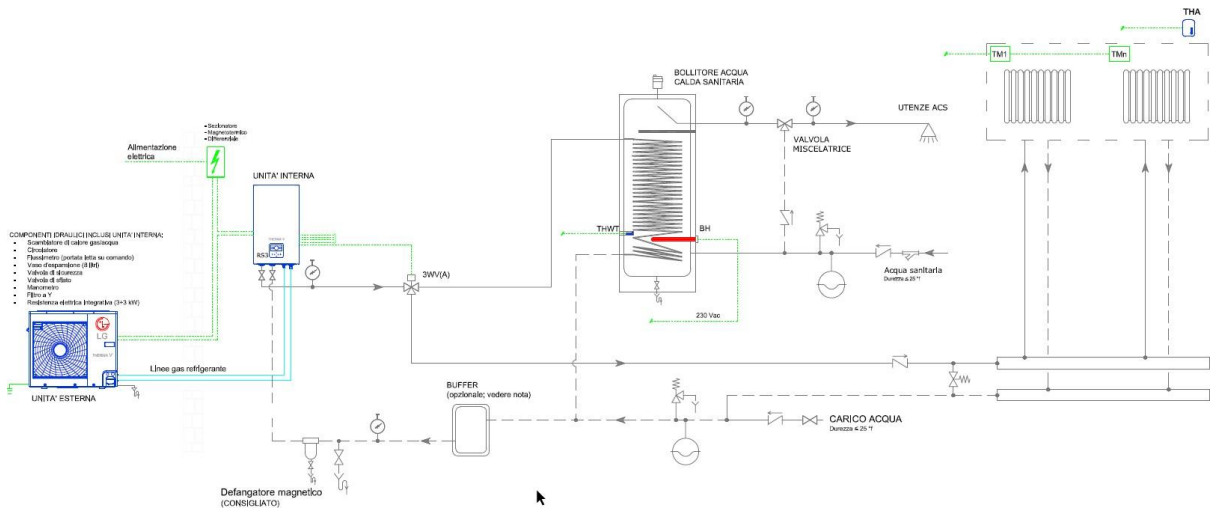 THA
TM1
TMn
BOLLITORE ACQUA
CALDA SANITARIA
UTENZE ACS
VALVOLA
MISCELATRICE
- Sezionatore
- Magnetotermico
- Differenziale
Alimentazione
elettrica
UNITA' INTERNA
COMPONENTI IDRAULICI INCLUSI UNITA' INTERNA:
• Scambiatore di calore gas/acqua
• Circolatore
• Flussimetro (portata letta su comando)
• Vaso d'espansione (8 litri)
• Valvola di sicurezza
• Valvola di sfiato
• Manometro
• Filtro a Y
• Resistenza elettrica integrativa (3+3 kW)
RS3
THWT
BH
3WV(A)
Acqua sanitaria
Durezza ≤ 25 °f
230 Vac
LG
Linee gas refrigerante
UNITA' ESTERNA
BUFFER
(opzionale; vedere nota)
CARICO ACQUA
Durezza ≤ 25 °f
Defangatore magnetico
(CONSIGLIATO)